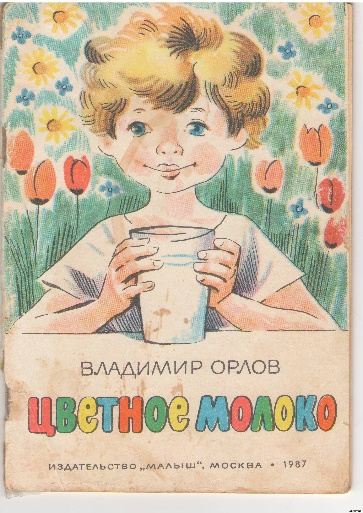 ВЛАДИМИР ОРЛОВ
ЦВЕТНОЕ МОЛОКО
ИЗДАТЕЛЬСТВО „МАЛЫШ", МОСКВА • 1987